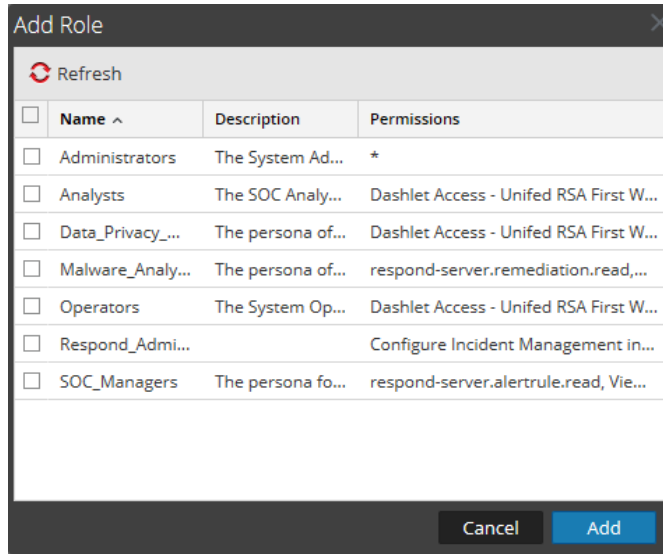 Add Role
Refresh
Name Description Permissions
Administrators The System Ad... *
Analysts The SOC Analy... Dashlet Access - Unifed RSA First W...
Data_Privacy_... The persona of... Dashlet Access - Unifed RSA First W...
Malware_Analy... The persona of... respond-server.remediation.read,...
Operators The System Op... Dashlet Access - Unifed RSA First W...
Respond_Admi... Configure Incident Management in...
SOC_Managers The persona fo... respond-server.alertrule.read, Vie...
Cancel Add